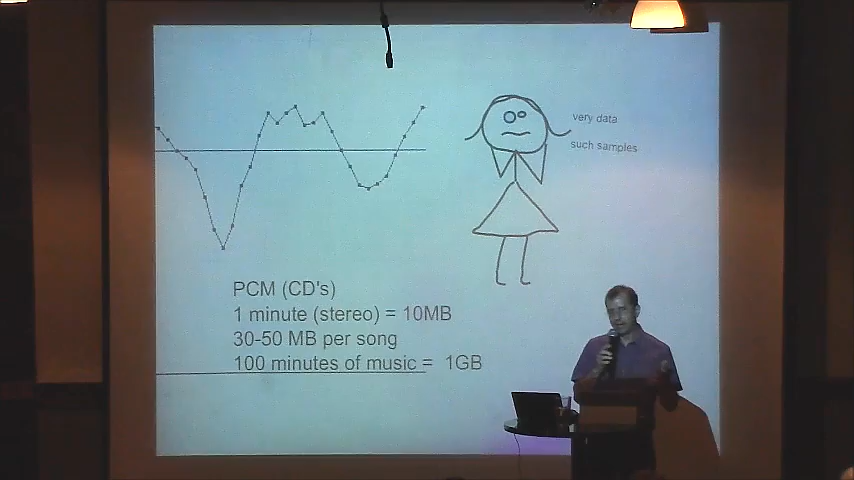 very data
such samples
PCM (CD's)
1 minute (stereo) = 10MB
30-50 MB per song
100 minutes of music = 1GB